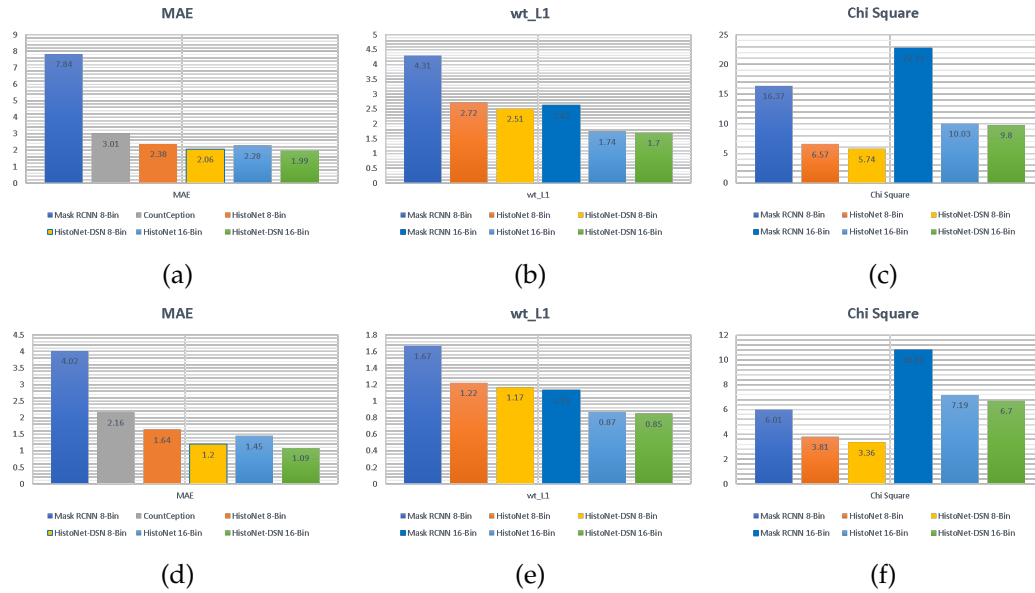 MAE
9
8
7
6
5
4
3
2
1
0
7.84
3.01
2.38
2.06
2.28
1.99
MAE
Mask RCNN 8-Bin CountCeption HistoNet 8-Bin
HistoNet-DSN 8-Bin HistoNet 16-Bin HistoNet-DSN 16-Bin
(a)
wt_L1
5
4.5
4
3.5
3
2.5
2
1.5
1
0.5
0
4.31
2.72
2.51
1.74
1.7
wt_L1
Mask RCNN 8-Bin HistoNet 8-Bin HistoNet-DSN 8-Bin
Mask RCNN 16-Bin HistoNet 16-Bin HistoNet-DSN 16-Bin
(b)
Chi Square
25
20
15
10
5
0
16.37
6.57
5.74
10.03
9.8
Chi Square
Mask RCNN 8-Bin HistoNet 8-Bin HistoNet-DSN 8-Bin
Mask RCNN 16-Bin HistoNet 16-Bin HistoNet-DSN 16-Bin
(c)
MAE
4.5
4
3.5
3
2.5
2
1.5
1
0.5
0
4.02
2.16
1.64
1.2
1.45
1.09
MAE
Mask RCNN 8-Bin CountCeption HistoNet 8-Bin
HistoNet-DSN 8-Bin HistoNet 16-Bin HistoNet-DSN 16-Bin
(d)
wt_L1
1.8
1.6
1.4
1.2
1
0.8
0.6
0.4
0.2
0
1.67
1.22
1.17
0.87
0.85
wt_L1
Mask RCNN 8-Bin HistoNet 8-Bin HistoNet-DSN 8-Bin
Mask RCNN 16-Bin HistoNet 16-Bin HistoNet-DSN 16-Bin
(e)
Chi Square
12
10
8
6
4
2
0
6.01
3.81
3.36
7.19
6.7
Chi Square
Mask RCNN 8-Bin HistoNet 8-Bin HistoNet-DSN 8-Bin
Mask RCNN 16-Bin HistoNet 16-Bin HistoNet-DSN 16-Bin
(f)